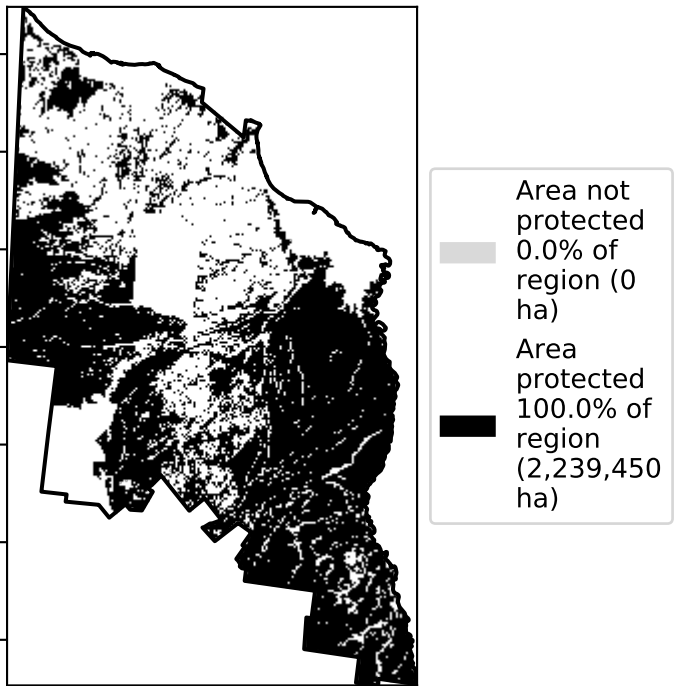 Area not
protected
0.0% of
region (0
ha)
Area
protected
100.0% of
region
(2,239,450
ha)